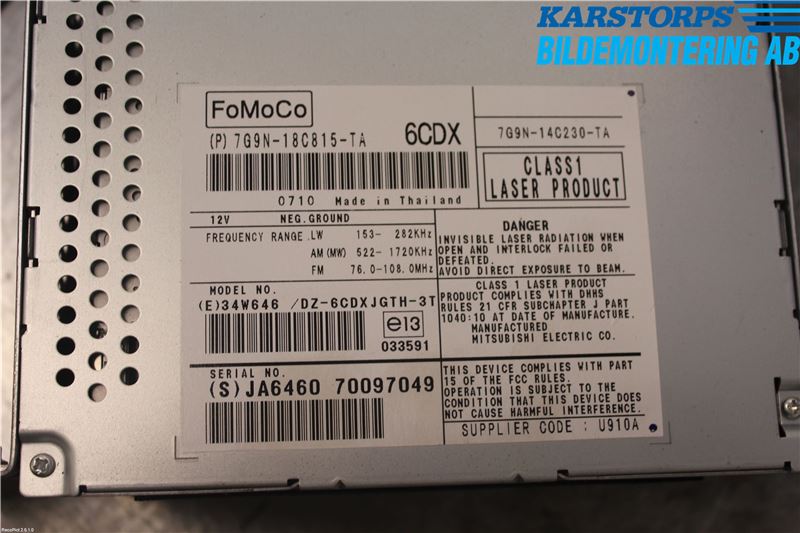 KARSTORPS
BILDEMONTERING AB
FoMoCo
(P) 7G9N-18C815-TA 6CDX
0710 Made in Thailand
7G9N-14C230-TA
CLASS1
LASER PRODUCT
12V NEG.GROUND
FREQUENCY RANGE.LW 153- 282KHz
AM(MW) 522-1720KHz
FM 76.0-108.0MHz
DANGER
INVISIBLE LASER RADIATION WHEN
OPEN AND INTERLOCK FAILED OR
DEFEATED.
AVOID DIRECT EXPOSURE TO BEAM.
MODEL NO.
(E)34W646 /DZ-6CDXJGTH-3T
e13
033591
CLASS 1 LASER PRODUCT
PRODUCT COMPLIES WITH DHHS
RULES 21 CFR SUBCHAPTER J PART
1040:10 AT DATE OF MANUFACTURE.
MANUFACTURED
MITSUBISHI ELECTRIC CO.
SERIAL NO.
(S)JA6460 70097049
THIS DEVICE COMPLIES WITH PART
15 OF THE FCC RULES.
OPERATION IS SUBJECT TO THE
CONDITION THAT THIS DEVICE DOES
NOT CAUSE HARMFUL INTERFERENCE.
SUPPLIER CODE : U910A
RecoPilot 2.6.1.0